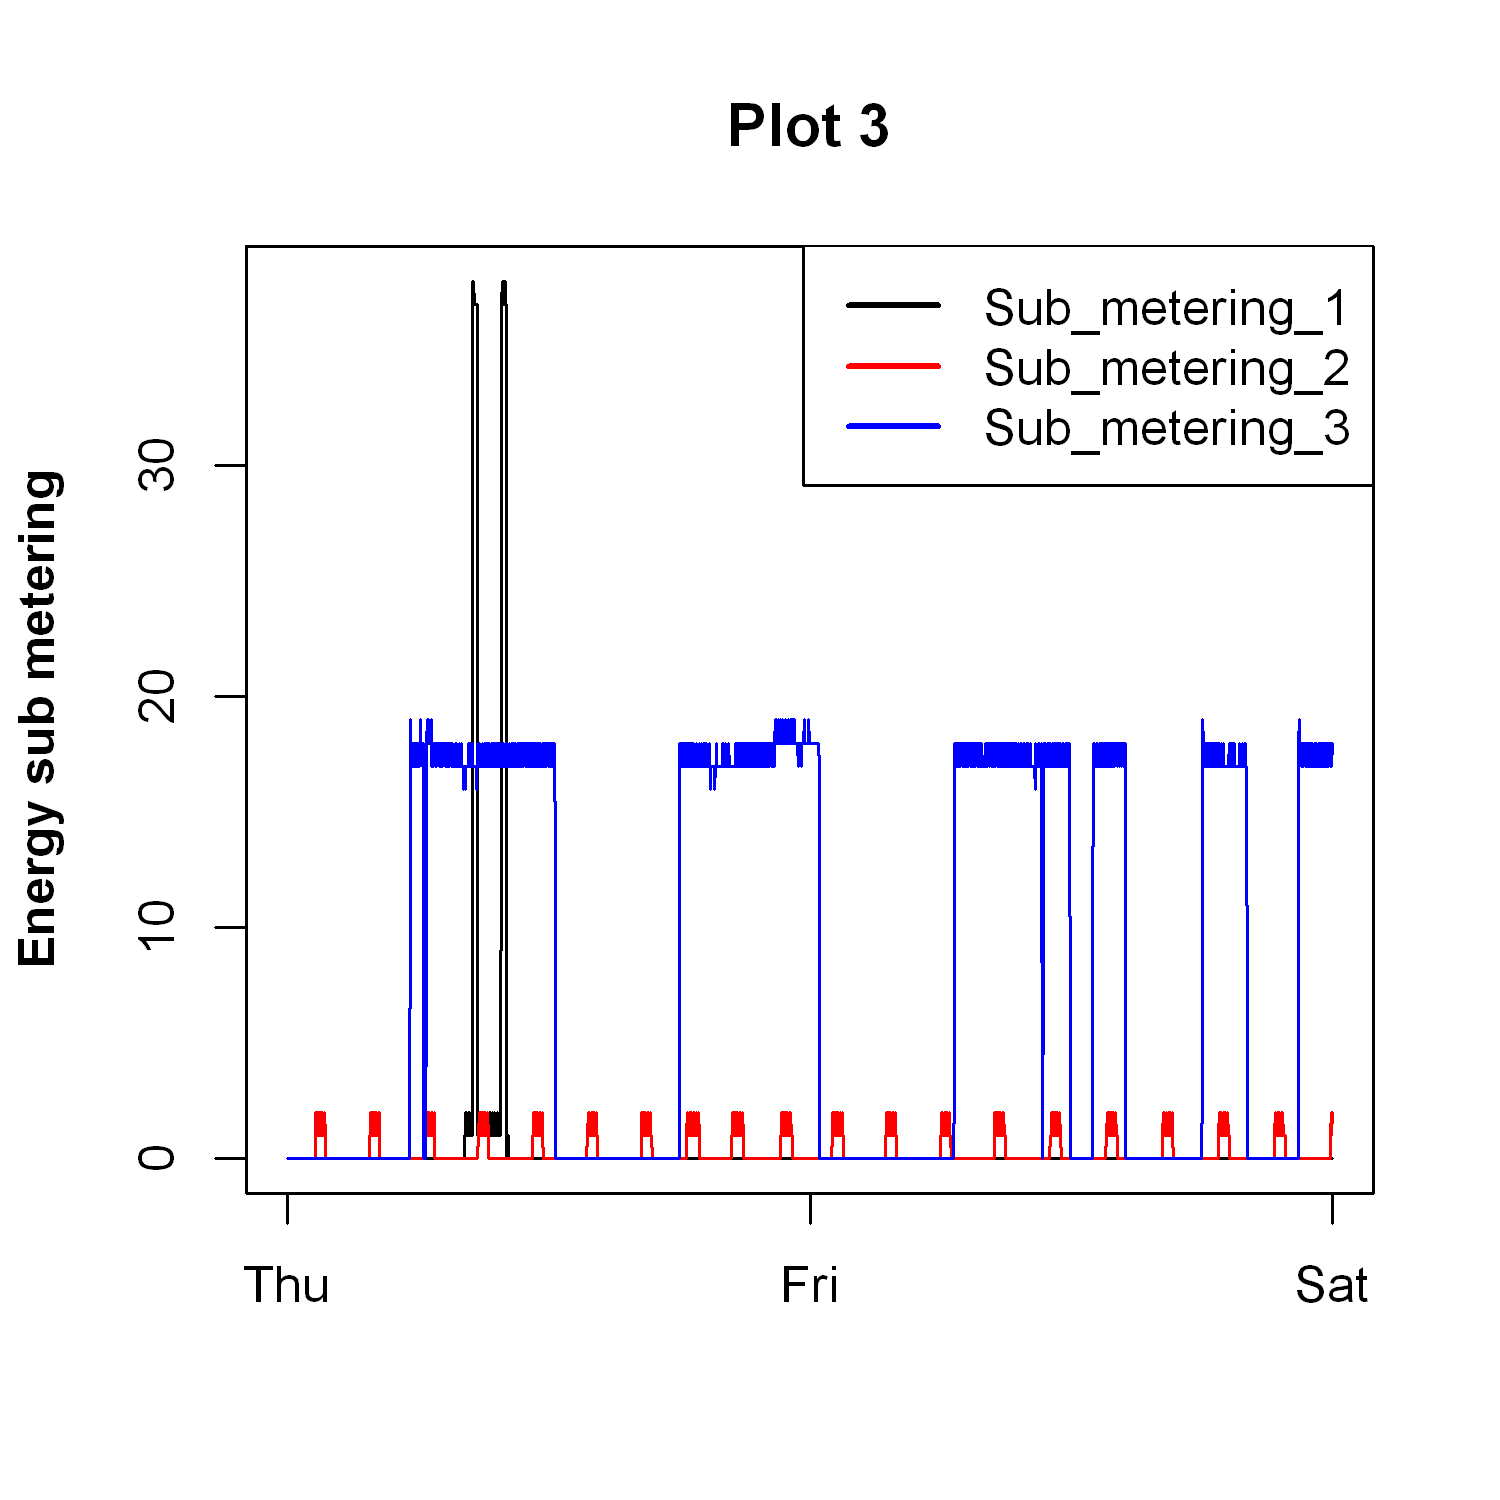 Plot 3
Sub_metering_1
Sub_metering_2
Sub_metering_3
Energy sub metering
30
20
10
0
Thu
Fri
Sat